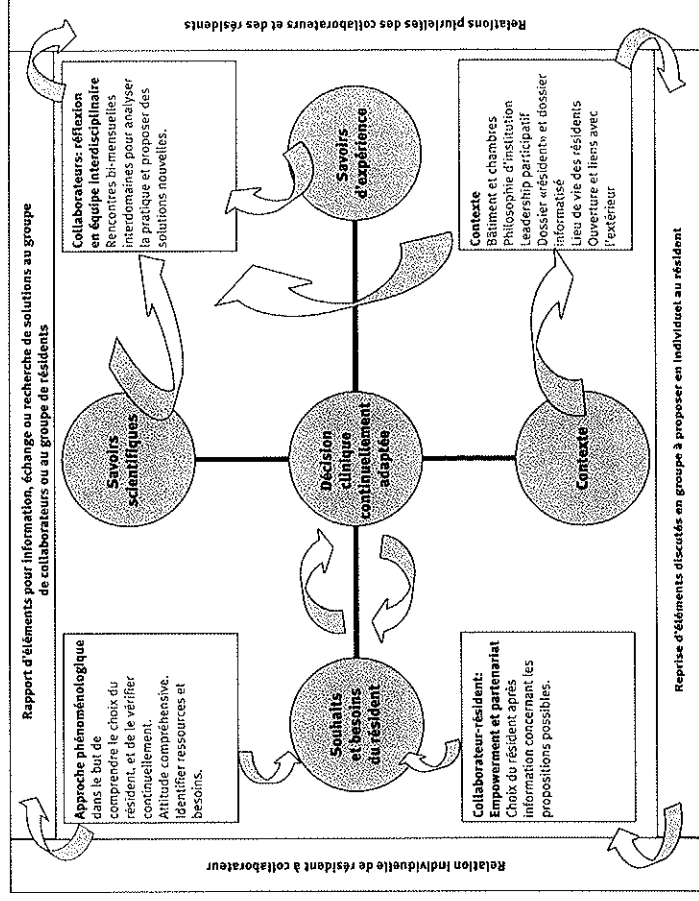 Rapport d'éléments pour information, échange ou recherche de solutions au groupe
de collaborateurs ou au groupe de résidents
Relation individuelle de résident à collaborateur
Approche phénoménologique
dans le but de
comprendre le choix du
résident, et de le vérifier
continuellement.
Attitude compréhensive.
Identifier ressources et
besoins.
Savoirs
scientifiques
Collaborateurs: réflexion
en équipe interdisciplinaire
Rencontres bi-mensuelles
interdomaines pour analyser
la pratique et proposer des
solutions nouvelles.
Souhaits
et besoins
du résident
Décision
clinique
continuellement
adaptée
Savoirs
d'expérience
Collaborateur-résident:
Empowerment et partenariat
Choix du résident après
information concernant les
propositions possibles.
Contexte
Contexte
Bâtiment et chambres
Philosophie d'institution
Leadership participatif
Dossier «résident» et dossier
informatisé
Lieu de vie des résidents
Ouverture et liens avec
l'extérieur
Relations plurielles des collaborateurs et des résidents
Reprise d'éléments discutés en groupe à proposer en individuel au résident